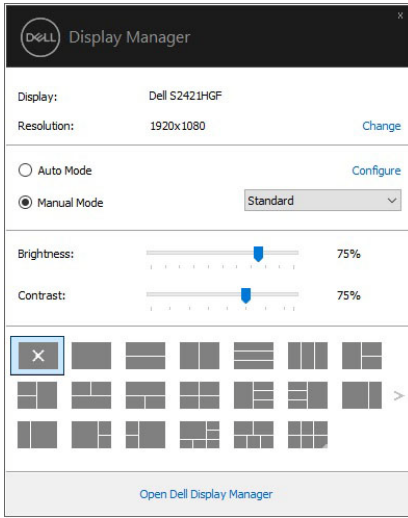 x
DELL Display Manager
Display: Dell S2421HGF
Resolution: 1920x1080 Change
Auto Mode Configure
Manual Mode Standard
Brightness: 75%
Contrast: 75%
Open Dell Display Manager